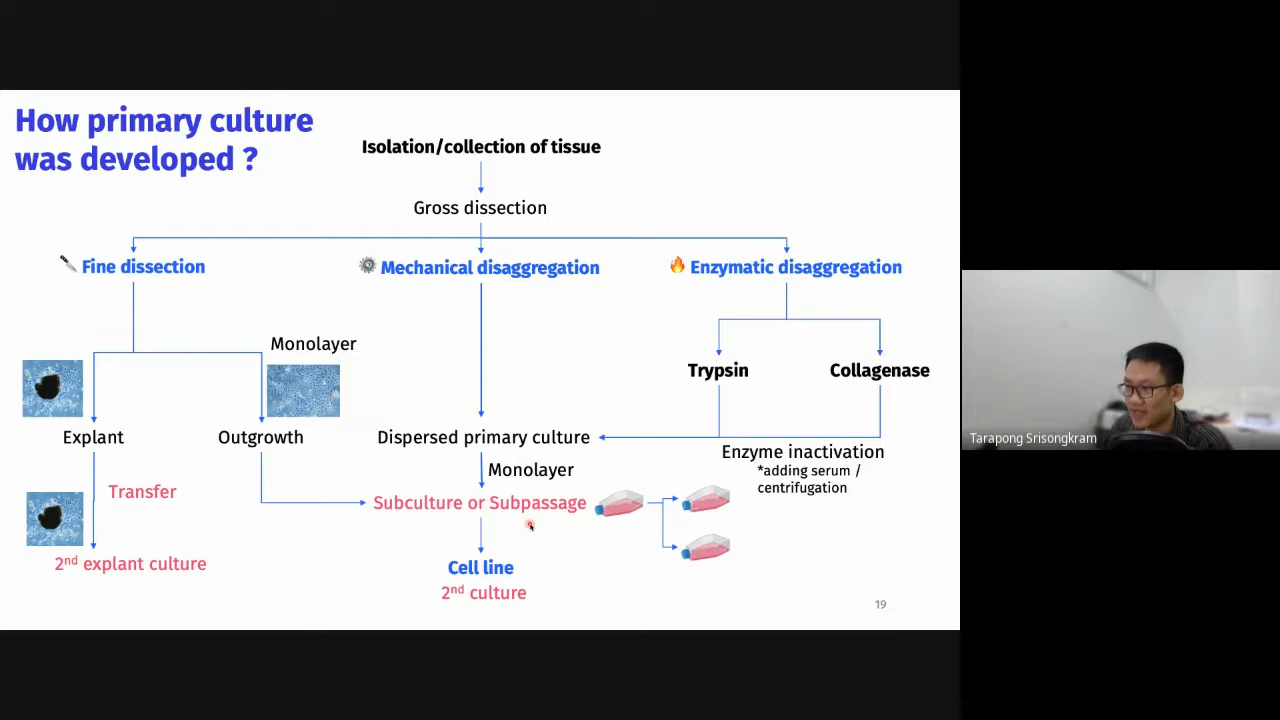 How primary culture
was developed ?
Isolation/collection of tissue
Gross dissection
Fine dissection
Mechanical disaggregation
Enzymatic disaggregation
Monolayer
Trypsin
Collagenase
Explant
Outgrowth
Dispersed primary culture
Enzyme inactivation
*adding serum /
centrifugation
Monolayer
Transfer
Subculture or Subpassage
2nd explant culture
Cell line
2nd culture
19
Tarapong Srisongkram